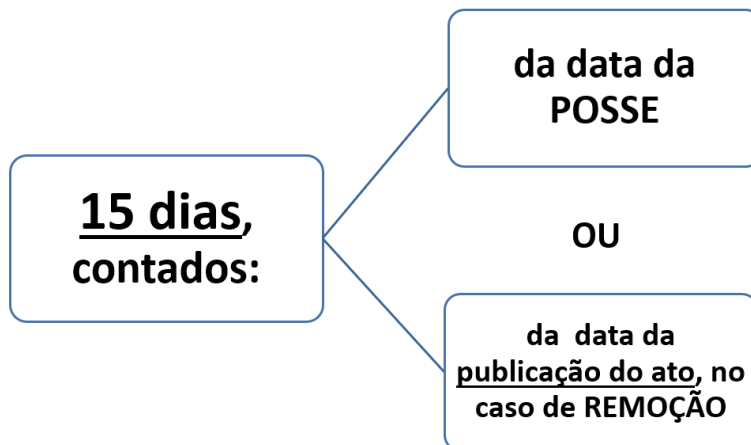 15 dias,
contados:
da data da
POSSE
OU
da data da
publicação do ato, no
caso de REMOÇÃO